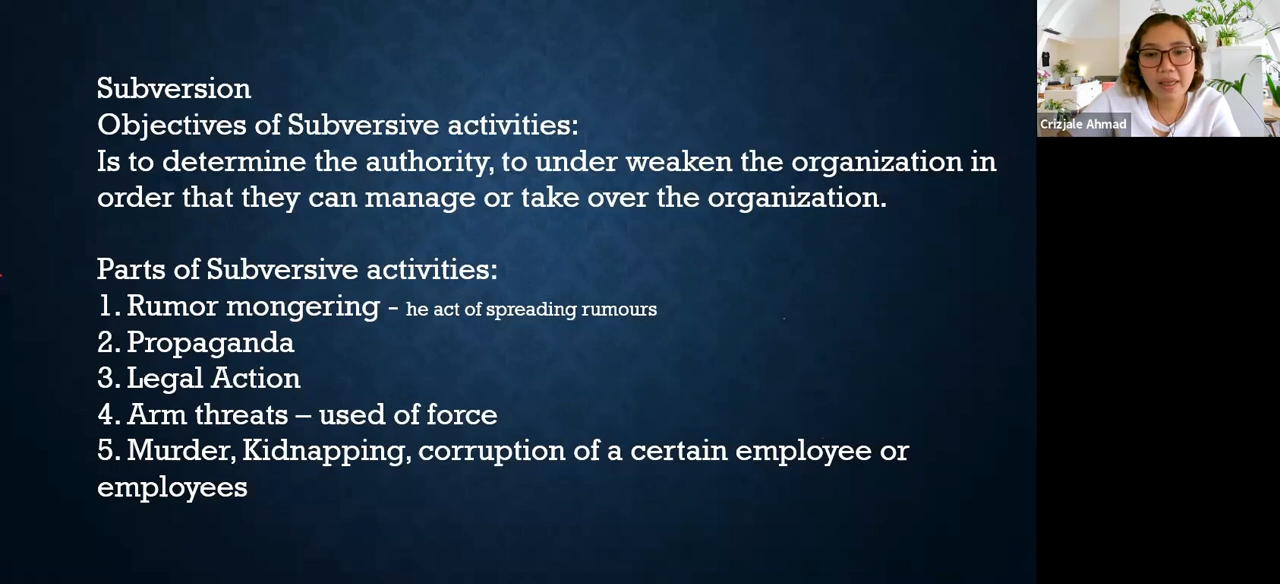 Subversion
Objectives of Subversive activities:
Is to determine the authority, to under weaken the organization in
order that they can manage or take over the organization.
Parts of Subversive activities:
1. Rumor mongering - he act of spreading rumours
2. Propaganda
3. Legal Action
4. Arm threats – used of force
5. Murder, Kidnapping, corruption of a certain employee or
employees
Crizjale Ahmad